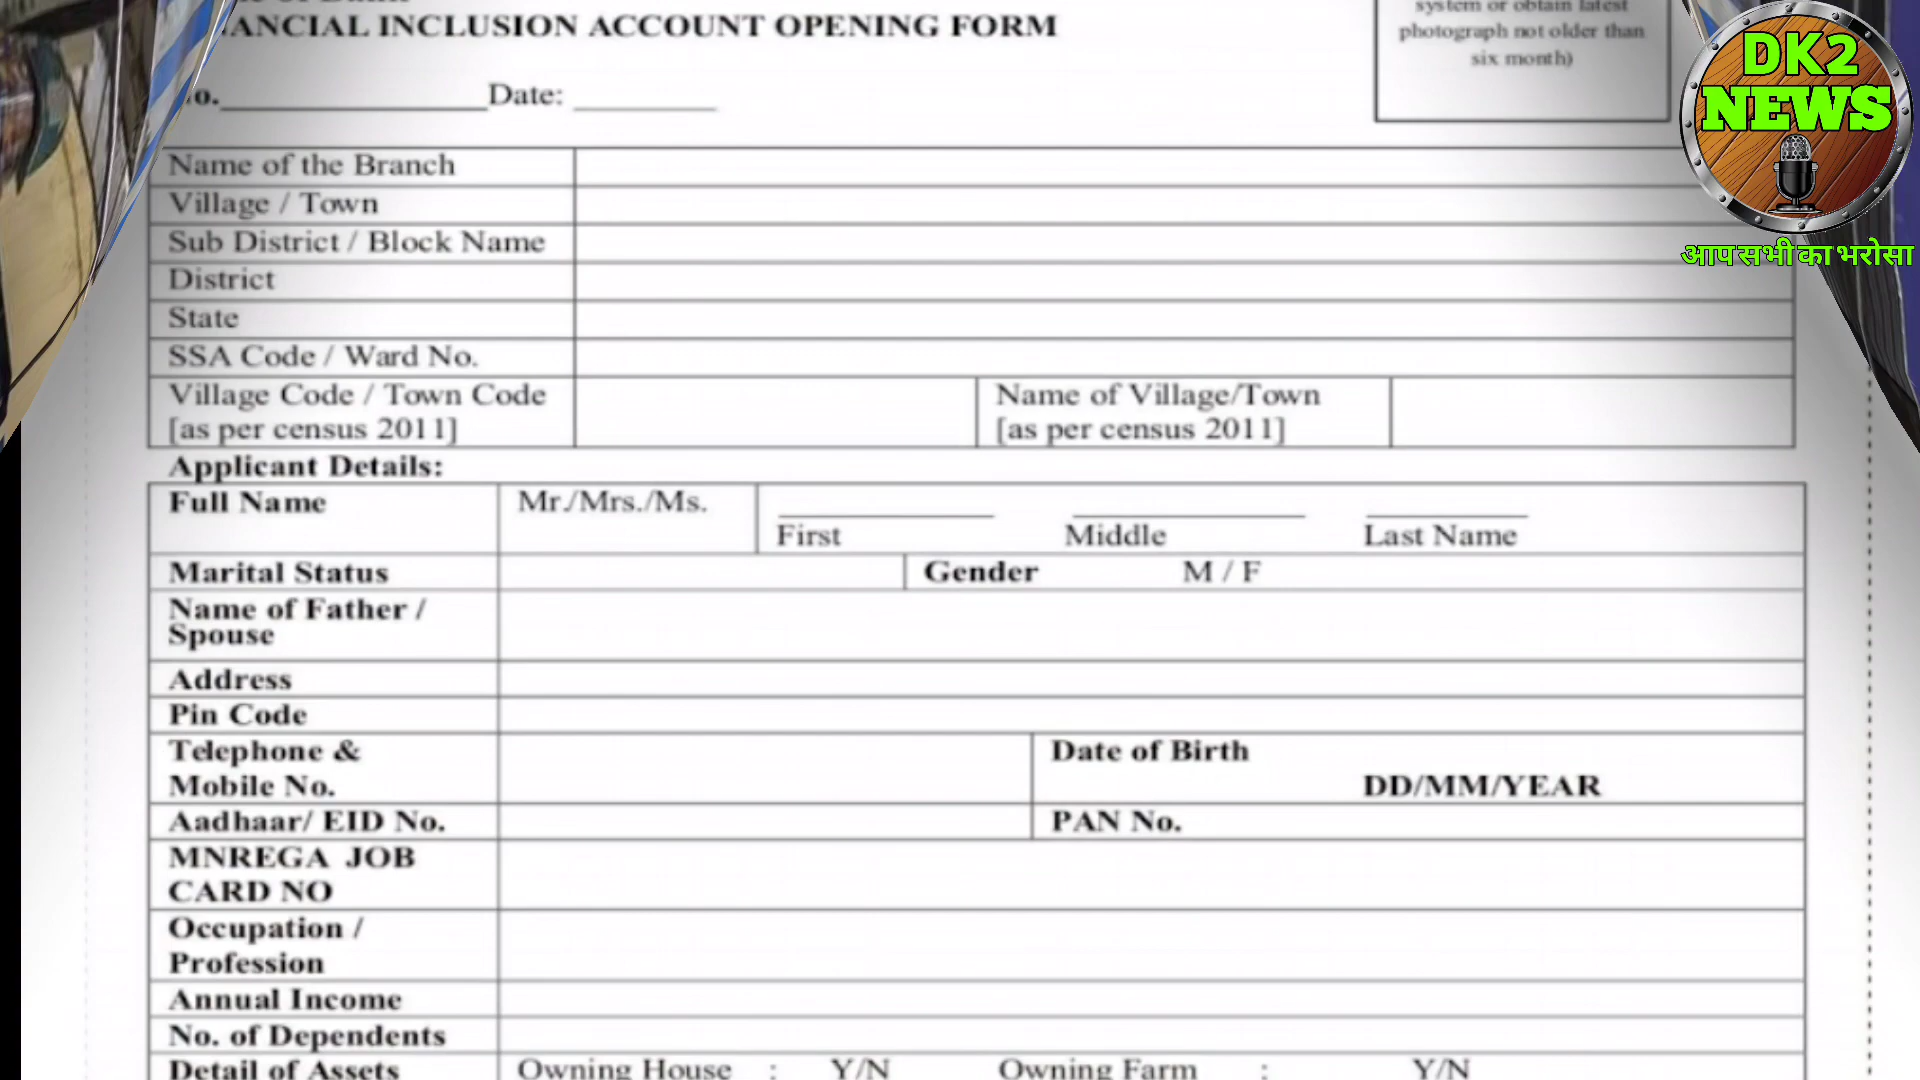 ANCIAL INCLUSION ACCOUNT OPENING FORM
system or obtain latest
photograph not older than
six month)
o. Date:
Name of the Branch
Village / Town
Sub District / Block Name
District
State
SSA Code / Ward No.
Village Code / Town Code
[as per census 2011]
Name of Village/Town
[as per census 2011]
Applicant Details:
Full Name Mr./Mrs./Ms.
First Middle Last Name
Marital Status Gender M / F
Name of Father /
Spouse
Address
Pin Code
Telephone &
Mobile No.
Date of Birth
DD/MM/YEAR
Aadhaar/ EID No. PAN No.
MNREGA JOB
CARD NO
Occupation /
Profession
Annual Income
No. of Dependents
Detail of Assets Owning House : Y/N Owning Farm : Y/N
DK2
NEWS
आप सभी का भरोसा